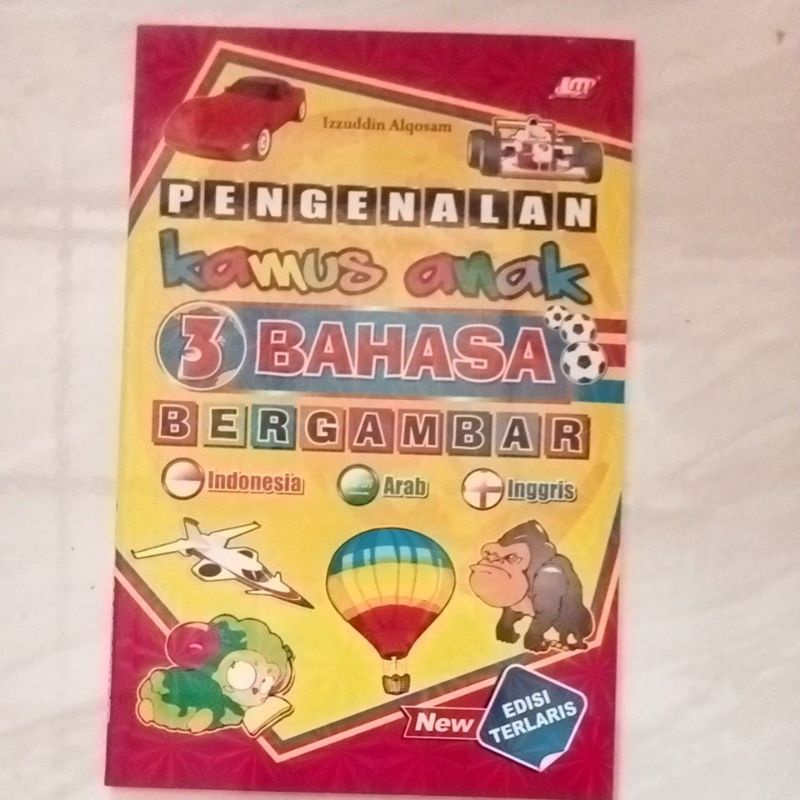 Izzuddin Alqosam
PENGENALAN
kamus anak
3 BAHASA
BERGAMBAR
Indonesia
Arab
Inggris
New
EDISI
TERLARIS